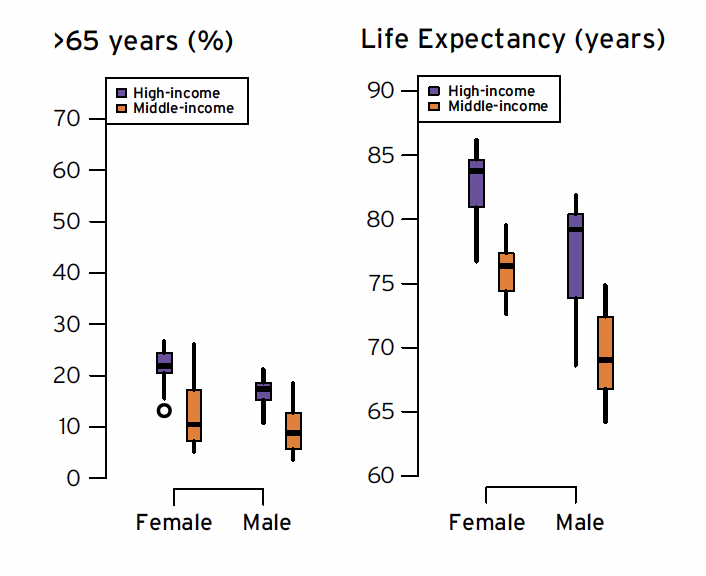 >65 years (%)
High-income
Middle-income
70
60
50
40
30
20
10
0
Female Male
Life Expectancy (years)
High-income
Middle-income
90
85
80
75
70
65
60
Female Male